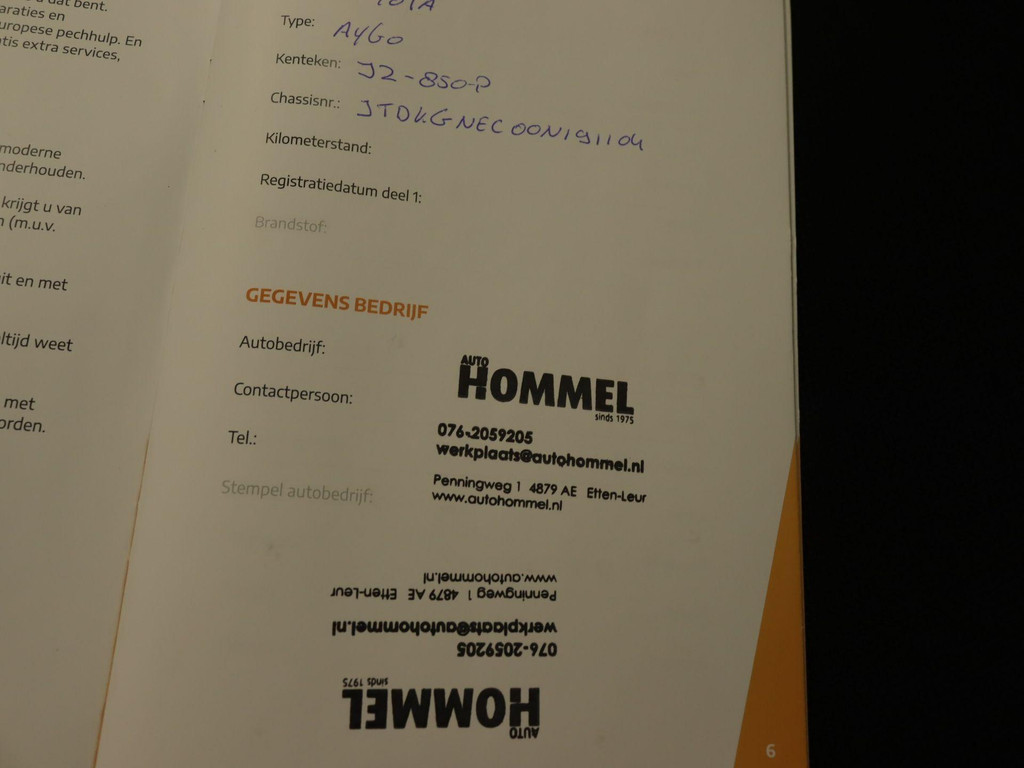 dat bent.
araties en
uropese pechhulp. En
tis extra services,
moderne
nderhouden.
krijgt u van
n (m.u.v.
it en met
ltijd weet
met
orden.
Type: AYGO
Kenteken: JZ-850-P
Chassisnr.: JTDKGNEC00N191104
Kilometerstand:
Registratiedatum deel 1:
Brandstof:
GEGEVENS BEDRIJF
Autobedrijf:
Contactpersoon:
Tel.:
Stempel autobedrijf:
AUTO
HOMMEL
sinds 1975
076-2059205
werkplaats@autohommel.nl
Penningweg 1 4879 AE Etten-Leur
www.autohommel.nl
AUTO
HOMMEL
sinds 1975
076-2059205
werkplaats@autohommel.nl
Penningweg 1 4879 AE Etten-Leur
www.autohommel.nl
6